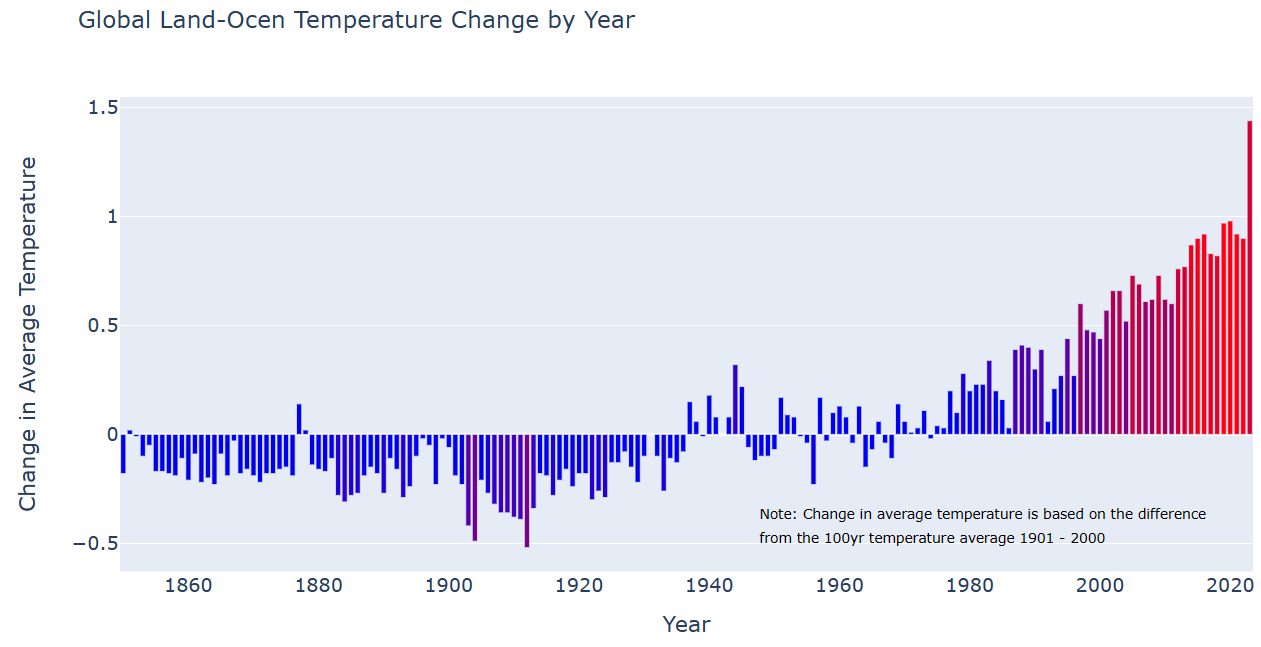 Global Land-Ocen Temperature Change by Year
Change in Average Temperature
1.5
1
0.5
0
−0.5
Note: Change in average temperature is based on the difference
from the 100yr temperature average 1901 - 2000
1860 1880 1900 1920 1940 1960 1980 2000 2020
Year